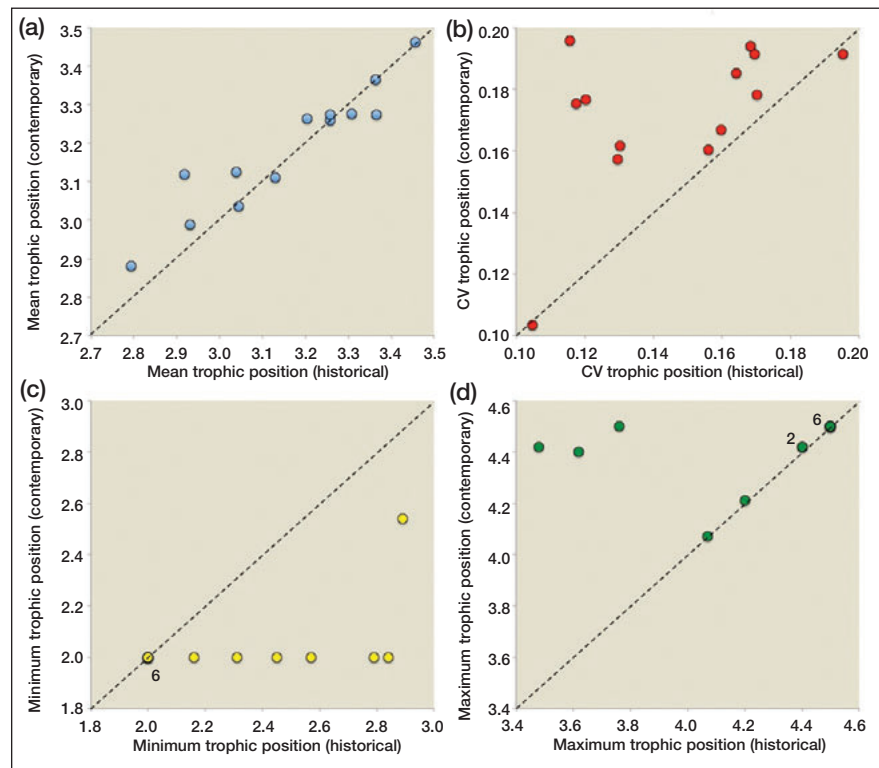 (a)
3.5
3.4
3.3
3.2
3.1
3.0
2.9
2.8
2.7
Mean trophic position (contemporary)
2.7 2.8 2.9 3.0 3.1 3.2 3.3 3.4 3.5
Mean trophic position (historical)
(b)
0.20
0.18
0.16
0.14
0.12
0.10
CV trophic position (contemporary)
0.10 0.12 0.14 0.16 0.18 0.20
CV trophic position (historical)
(c)
3.0
2.8
2.6
2.4
2.2
2.0
1.8
Minimum trophic position (contemporary)
6
1.8 2.0 2.2 2.4 2.6 2.8 3.0
Minimum trophic position (historical)
(d)
4.6
4.4
4.2
4.0
3.8
3.6
3.4
Maximum trophic position (contemporary)
6
2
3.4 3.6 3.8 4.0 4.2 4.4 4.6
Maximum trophic position (historical)